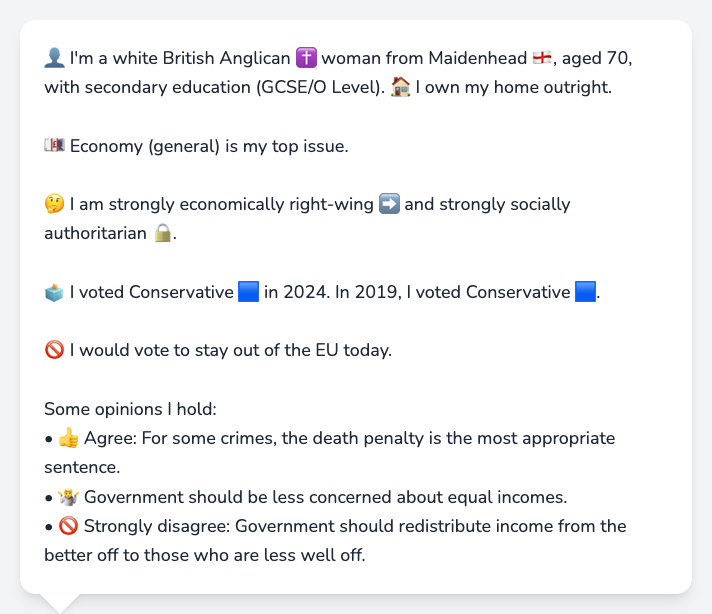 👤 I'm a white British Anglican ✝️ woman from Maidenhead 🏴󠁧󠁢󠁥󠁮󠁧󠁿, aged 70,
with secondary education (GCSE/O Level). 🏠 I own my home outright.
💷 Economy (general) is my top issue.
🤔 I am strongly economically right-wing ➡️ and strongly socially
authoritarian 🔒.
🗳️ I voted Conservative 🟦 in 2024. In 2019, I voted Conservative 🟦.
🚫 I would vote to stay out of the EU today.
Some opinions I hold:
• 👍 Agree: For some crimes, the death penalty is the most appropriate
sentence.
• 🤷 Government should be less concerned about equal incomes.
• 🚫 Strongly disagree: Government should redistribute income from the
better off to those who are less well off.